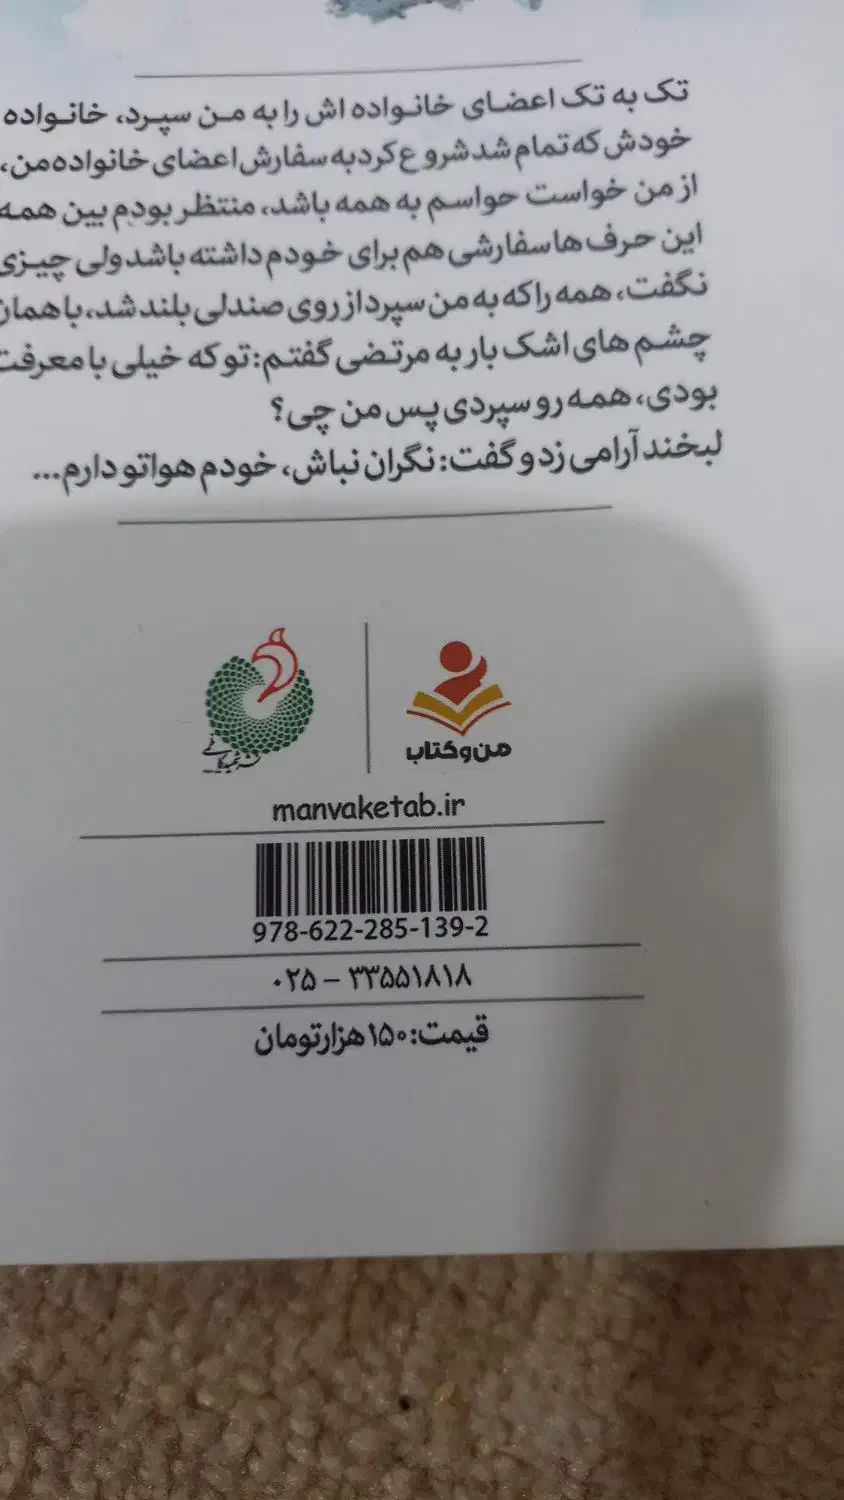 تک به تک اعضای خانواده اش را به من سپرد، خانواده
خودش که تمام شد شروع کرد به سفارش اعضای خانواده من،
از من خواست حواسم به همه باشد، منتظر بودم بین همه
این حرف ها سفارشی هم برای خودم داشته باشد ولی چیزی
نگفت، همه را که به من سپرد از روی صندلی بلند شد، با همان
چشم های اشک بار به مرتضی گفتم: تو که خیلی با معرفت
بودی، همه رو سپردی پس من چی؟
لبخند آرامی زد و گفت: نگران نباش، خودم هواتو دارم...
من و کتاب
manvaketab.ir
978-622-285-139-2
۰۲۵ – ۳۳۵۵۱۸۱۸
قیمت: ۱۵۰ هزار تومان